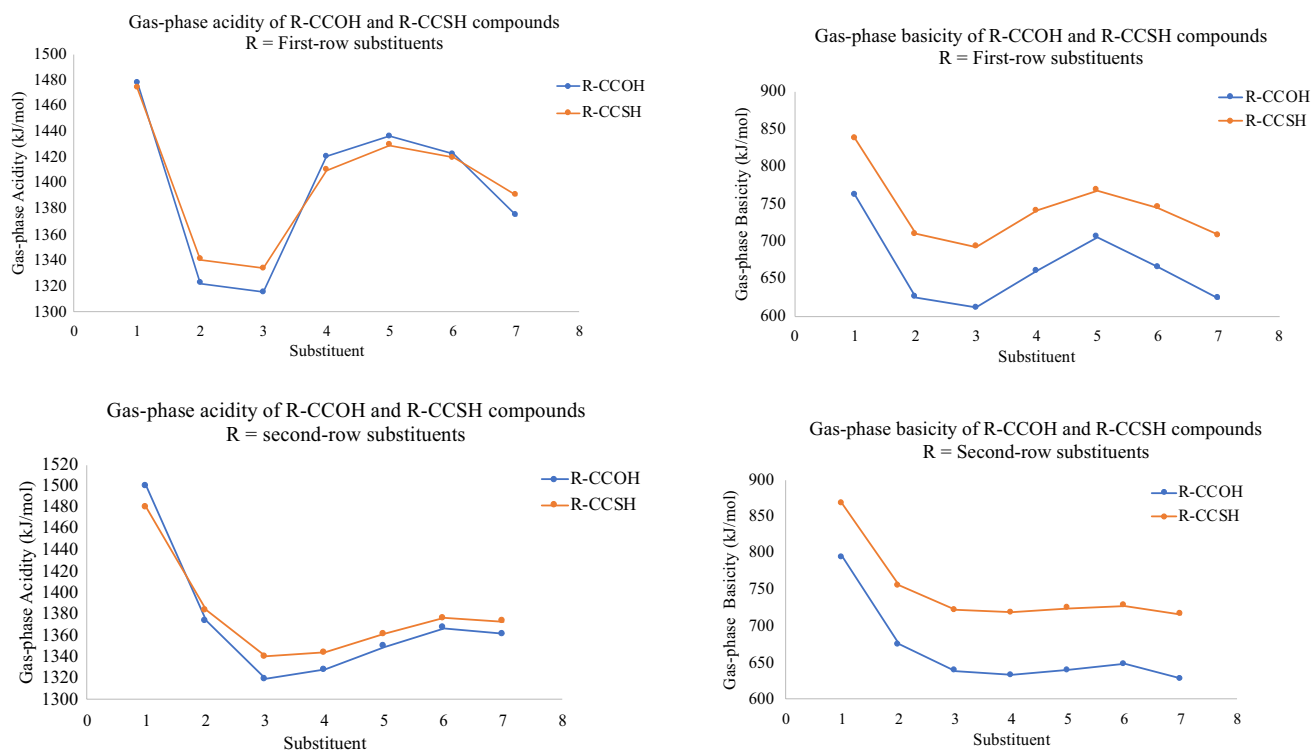 Gas-phase acidity of R-CCOH and R-CCSH compounds
R = First-row substituents
1500
1480
1460
1440
1420
1400
1380
1360
1340
1320
1300
Gas-phase Acidity (kJ/mol)
0 1 2 3 4 5 6 7 8
Substituent
R-CCOH
R-CCSH
Gas-phase basicity of R-CCOH and R-CCSH compounds
R = First-row substituents
900
850
800
750
700
650
600
Gas-phase Basicity (kJ/mol)
0 1 2 3 4 5 6 7 8
Substituent
R-CCOH
R-CCSH
Gas-phase acidity of R-CCOH and R-CCSH compounds
R = second-row substituents
1520
1500
1480
1460
1440
1420
1400
1380
1360
1340
1320
1300
Gas-phase Acidity (kJ/mol)
0 1 2 3 4 5 6 7 8
Substituent
R-CCOH
R-CCSH
Gas-phase basicity of R-CCOH and R-CCSH compounds
R = Second-row substituents
900
850
800
750
700
650
600
Gas-phase Basicity (kJ/mol)
0 1 2 3 4 5 6 7 8
Substituent
R-CCOH
R-CCSH